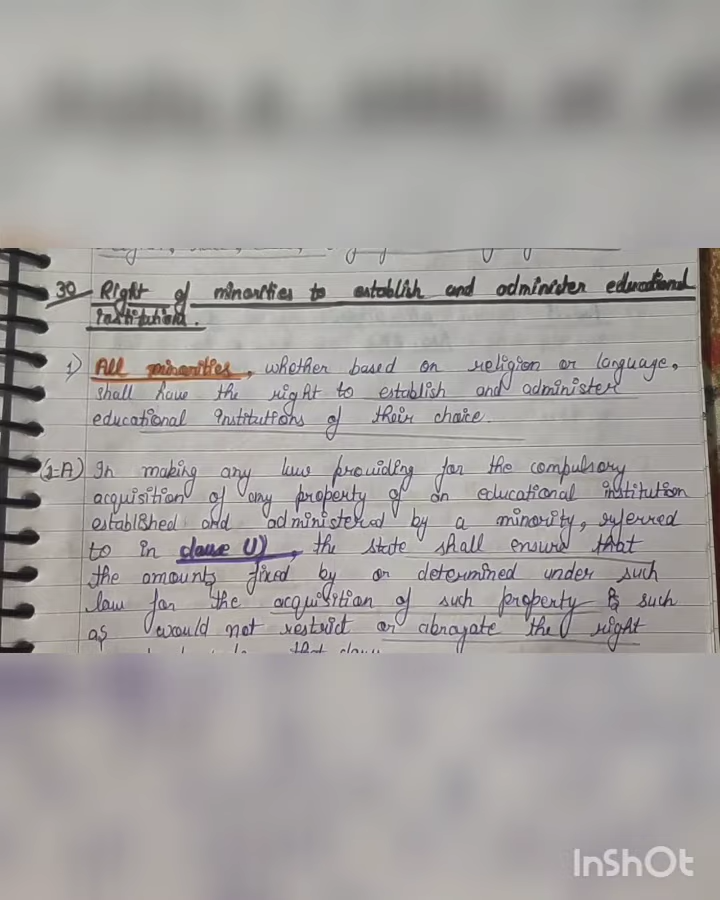 30 Right of minorities to establish and administer educational
institutions.
1) All minorities, whether based on religion or language,
shall have the right to establish and administer
educational institutions of their choice.
(1-A) In making any law providing for the compulsory
acquisition of any property of an educational institution
established and administered by a minority, referred
to in clause (1), the state shall ensure that
the amounts fixed by or determined under such
law for the acquisition of such property is such
as would not restrict or abrogate the right
InShOt